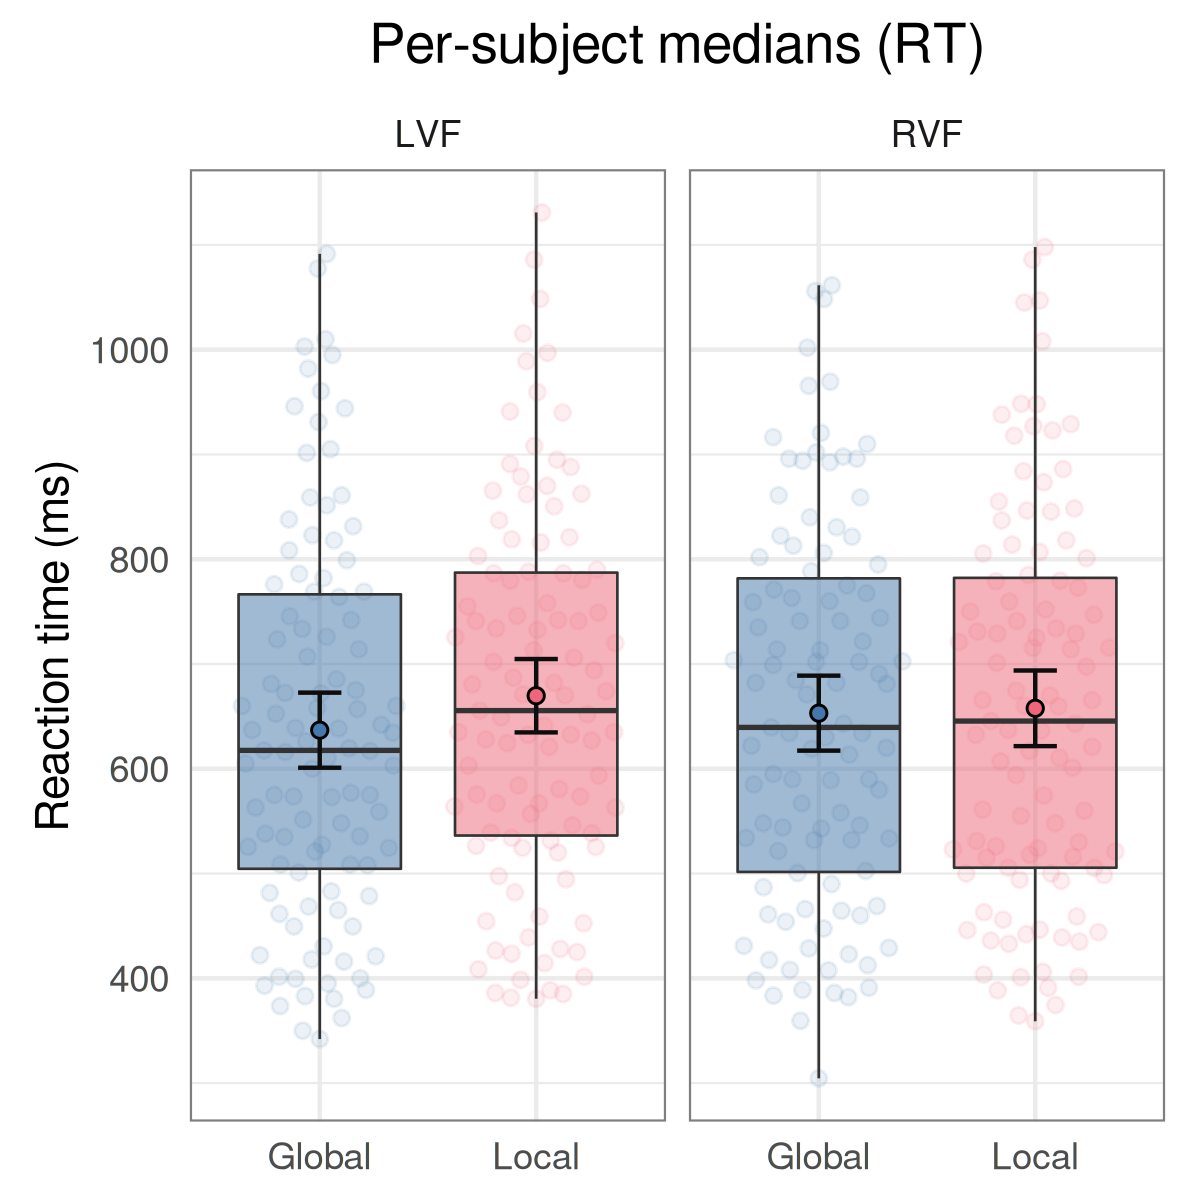 Per-subject medians (RT)
LVF
RVF
Reaction time (ms)
1000
800
600
400
Global
Local
Global
Local